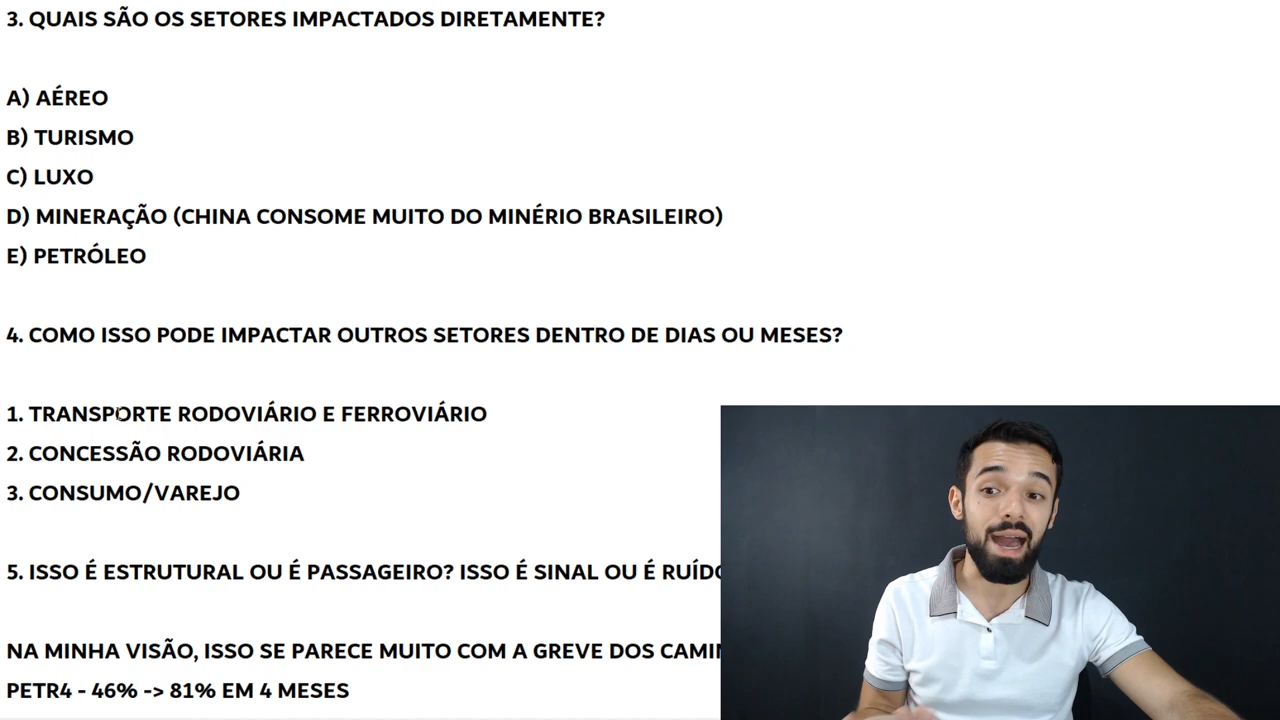 3. QUAIS SÃO OS SETORES IMPACTADOS DIRETAMENTE?
A) AÉREO
B) TURISMO
C) LUXO
D) MINERAÇÃO (CHINA CONSOME MUITO DO MINÉRIO BRASILEIRO)
E) PETRÓLEO
4. COMO ISSO PODE IMPACTAR OUTROS SETORES DENTRO DE DIAS OU MESES?
1. TRANSPORTE RODOVIÁRIO E FERROVIÁRIO
2. CONCESSÃO RODOVIÁRIA
3. CONSUMO/VAREJO
5. ISSO É ESTRUTURAL OU É PASSAGEIRO? ISSO É SINAL OU É
NA MINHA VISÃO, ISSO SE PARECE MUITO COM A GREVE DOS
PETR4 - 46% -> 81% EM 4 MESES